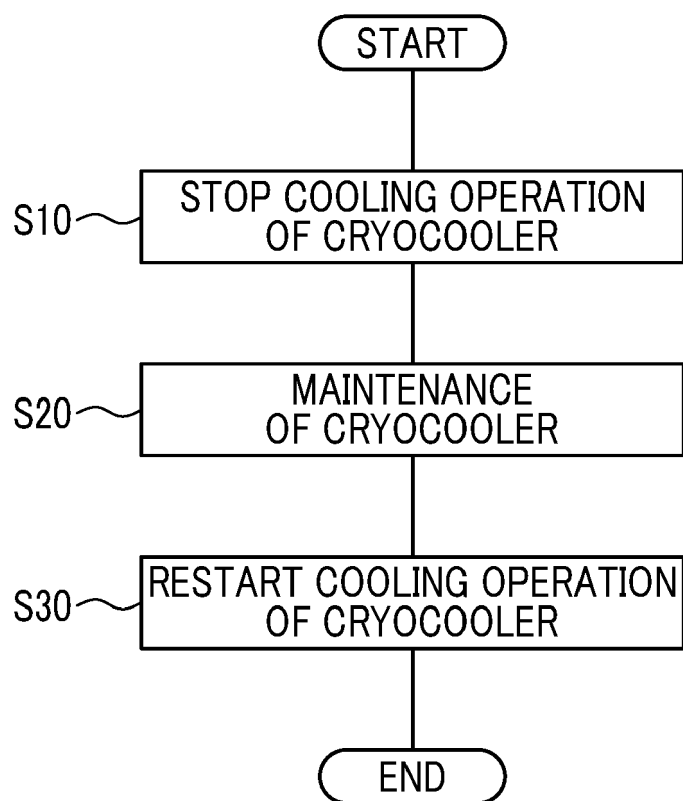 START
S10
STOP COOLING OPERATION
OF CRYOCOOLER
S20
MAINTENANCE
OF CRYOCOOLER
S30
RESTART COOLING OPERATION
OF CRYOCOOLER
END